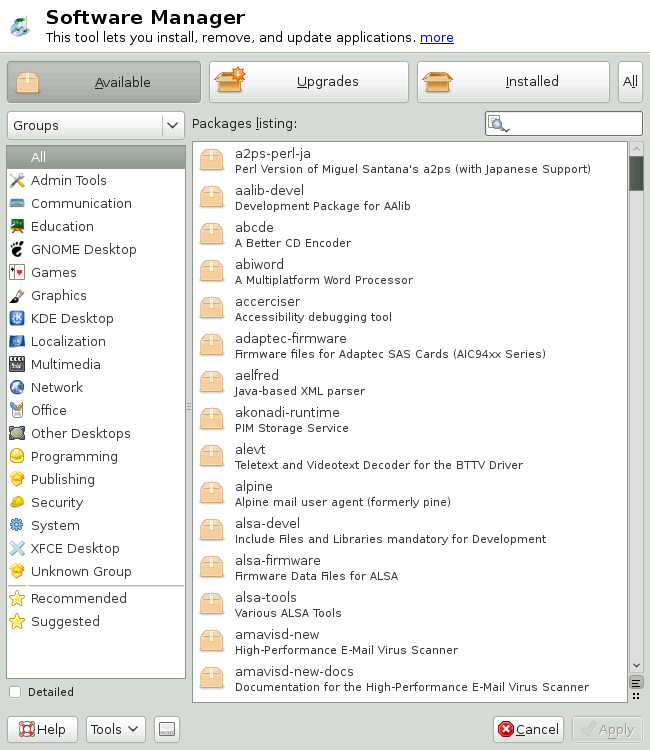 Software Manager
This tool lets you install, remove, and update applications. more
Available
Upgrades
Installed
All
Groups
Packages listing:
All
Admin Tools
Communication
Education
GNOME Desktop
Games
Graphics
KDE Desktop
Localization
Multimedia
Network
Office
Other Desktops
Programming
Publishing
Security
System
XFCE Desktop
Unknown Group
Recommended
Suggested
a2ps-perl-ja
Perl Version of Miguel Santana's a2ps (with Japanese Support)
aalib-devel
Development Package for AAlib
abcde
A Better CD Encoder
abiword
A Multiplatform Word Processor
accerciser
Accessibility debugging tool
adaptec-firmware
Firmware files for Adaptec SAS Cards (AIC94xx Series)
aelfred
Java-based XML parser
akonadi-runtime
PIM Storage Service
alevt
Teletext and Videotext Decoder for the BTTV Driver
alpine
Alpine mail user agent (formerly pine)
alsa-devel
Include Files and Libraries mandatory for Development
alsa-firmware
Firmware Data Files for ALSA
alsa-tools
Various ALSA Tools
amavisd-new
High-Performance E-Mail Virus Scanner
amavisd-new-docs
Documentation for the High-Performance E-Mail Virus Scanner
Detailed
Help
Tools
Cancel
Apply